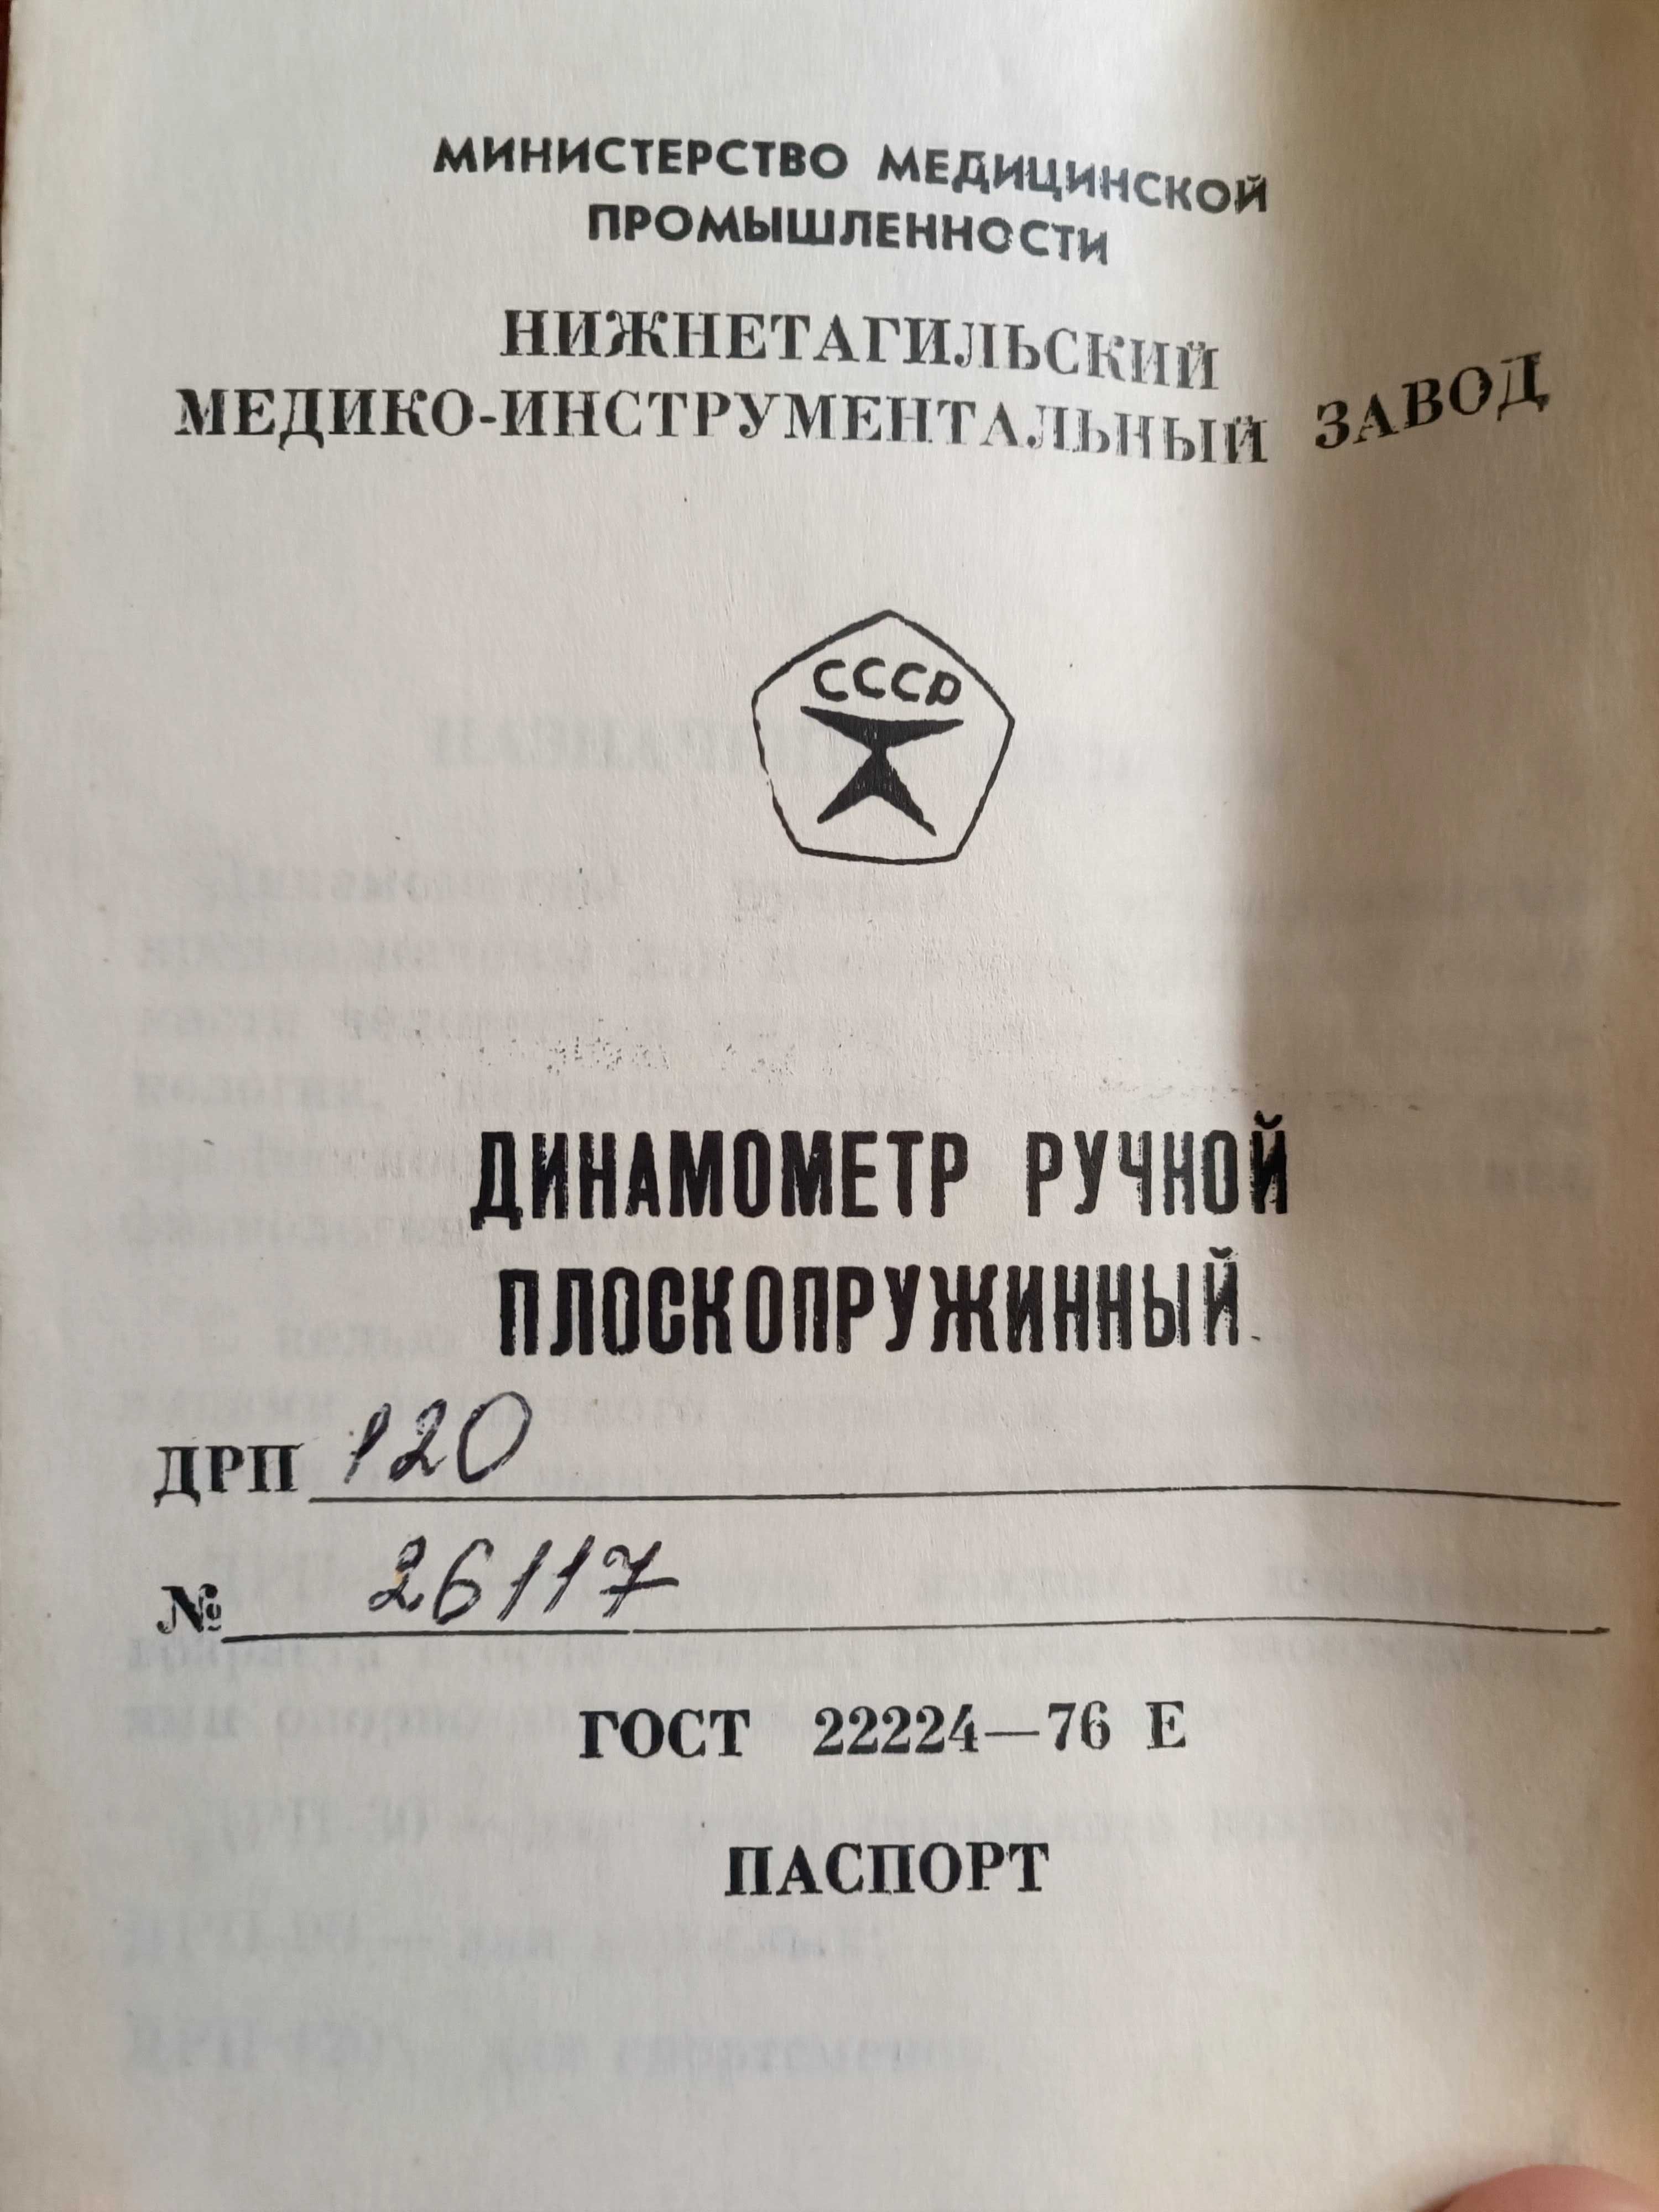 МИНИСТЕРСТВО МЕДИЦИНСКОЙ
ПРОМЫШЛЕННОСТИ
НИЖНЕТАГИЛЬСКИЙ
МЕДИКО-ИНСТРУМЕНТАЛЬНЫЙ ЗАВОД
СССР
ДИНАМОМЕТР РУЧНОЙ
ПЛОСКОПРУЖИННЫЙ
ДРП 120
№ 26117
ГОСТ 22224—76 Е
ПАСПОРТ